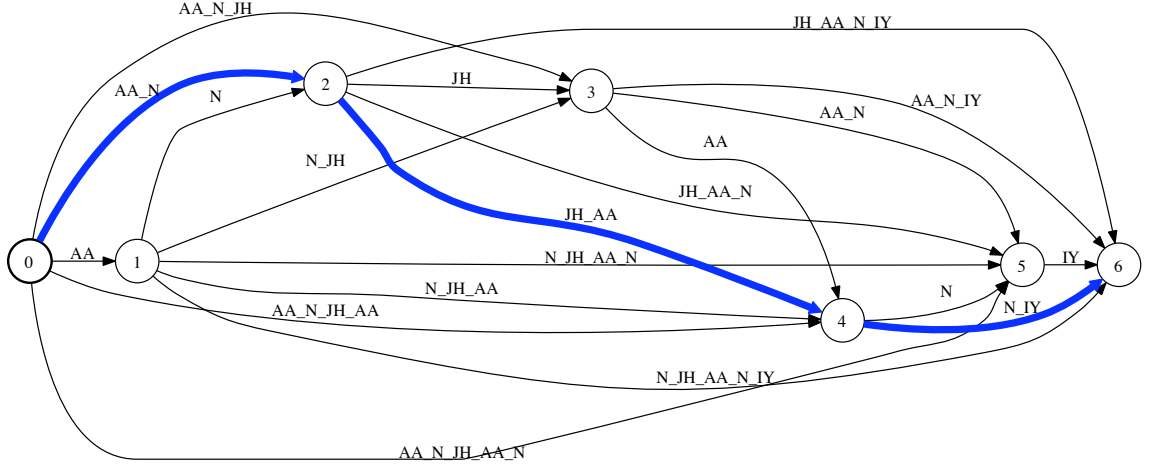 AA_N_JH
JH_AA_N_IY
AA_N
N
2
JH
3
AA_N_IY
AA_N
AA
N_JH
JH_AA_N
JH_AA
0
AA
1
N_JH_AA_N
5
IY
6
N_JH_AA
N
AA_N_JH_AA
4
N_IY
N_JH_AA_N_IY
AA_N_JH_AA_N